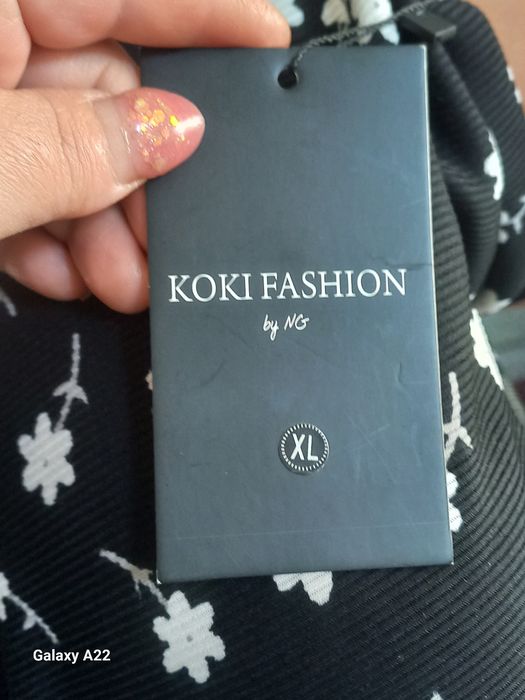 KOKI FASHION
by NG
XL
Galaxy A22